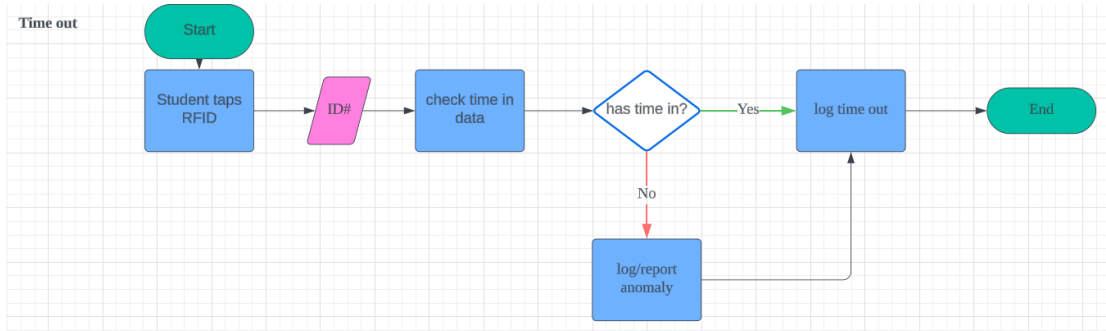 Time out
Start
Student taps
RFID
ID#
check time in
data
has time in?
Yes
log time out
End
No
log/report
anomaly